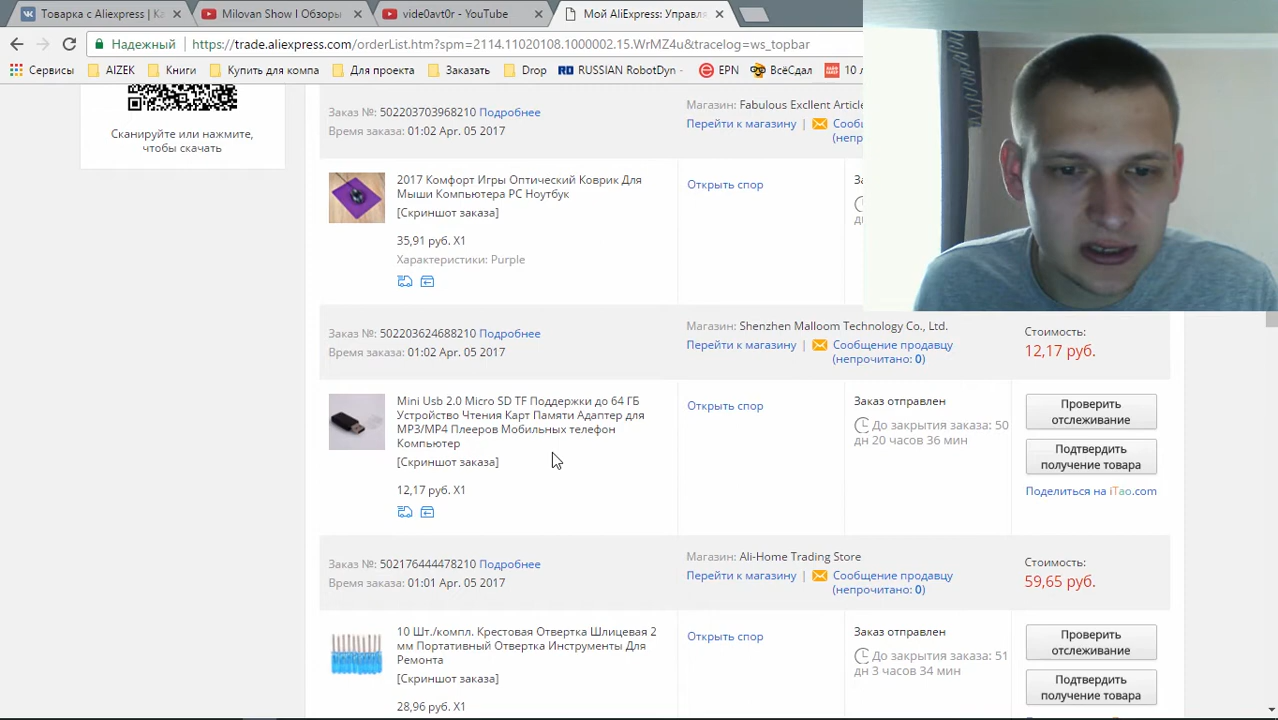 Товарка с Aliexpress | Ка
Milovan Show I Обзоры
vide0avt0r - YouTube
Мой AliExpress: Управля
Надежный
https://trade.aliexpress.com/orderList.htm?spm=2114.11020108.1000002.15.WrMZ4u&tracelog=ws_topbar
Сервисы
AIZEK
Книги
Купить для компа
Для проекта
Заказать
Drop
RD RUSSIAN RobotDyn -
EPN
ВсёСдал
10 л
Сканируйте или нажмите,
чтобы скачать
Заказ №: 502203703968210 Подробнее
Время заказа: 01:02 Apr. 05 2017
Магазин: Fabulous Excllent Article
Перейти к магазину | Сообщ
(непро
2017 Комфорт Игры Оптический Коврик Для
Мыши Компьютера PC Ноутбук
[Скриншот заказа]
35,91 руб. X1
Характеристики: Purple
Открыть спор
За
дн
Заказ №: 502203624688210 Подробнее
Время заказа: 01:02 Apr. 05 2017
Магазин: Shenzhen Malloom Technology Co., Ltd.
Перейти к магазину | Сообщение продавцу
(непрочитано: 0)
Стоимость:
12,17 руб.
Mini Usb 2.0 Micro SD TF Поддержки до 64 ГБ
Устройство Чтения Карт Памяти Адаптер для
MP3/MP4 Плееров Мобильных телефон
Компьютер
[Скриншот заказа]
12,17 руб. X1
Открыть спор
Заказ отправлен
До закрытия заказа: 50
дн 20 часов 36 мин
Проверить
отслеживание
Подтвердить
получение товара
Поделиться на iTao.com
Заказ №: 502176444478210 Подробнее
Время заказа: 01:01 Apr. 05 2017
Магазин: Ali-Home Trading Store
Перейти к магазину | Сообщение продавцу
(непрочитано: 0)
Стоимость:
59,65 руб.
10 Шт./компл. Крестовая Отвертка Шлицевая 2
мм Портативный Отвертка Инструменты Для
Ремонта
[Скриншот заказа]
28,96 руб. X1
Открыть спор
Заказ отправлен
До закрытия заказа: 51
дн 3 часов 34 мин
Проверить
отслеживание
Подтвердить
получение товара